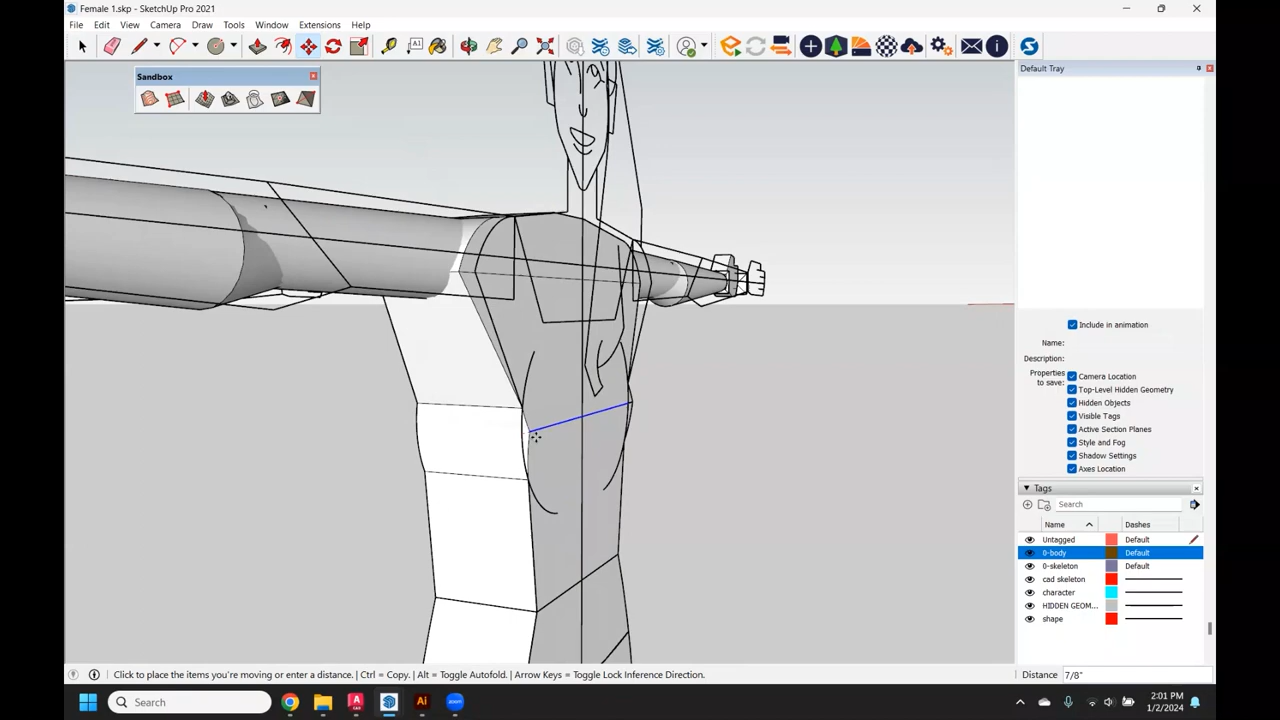 Female 1.skp - SketchUp Pro 2021
File Edit View Camera Draw Tools Window Extensions Help
Sandbox
Default Tray
Include in animation
Name:
Description:
Properties to save:
Camera Location
Top-Level Hidden Geometry
Hidden Objects
Visible Tags
Active Section Planes
Style and Fog
Shadow Settings
Axes Location
Tags
Search
Name Dashes
Untagged Default
0-body Default
0-skeleton Default
cad skeleton
character
HIDDEN GEOM...
shape
Click to place the items you're moving or enter a distance. | Ctrl = Copy. | Alt = Toggle Autofold. | Arrow Keys = Toggle Lock Inference Direction.
Distance 7/8"
Search
2:01 PM
1/2/2024